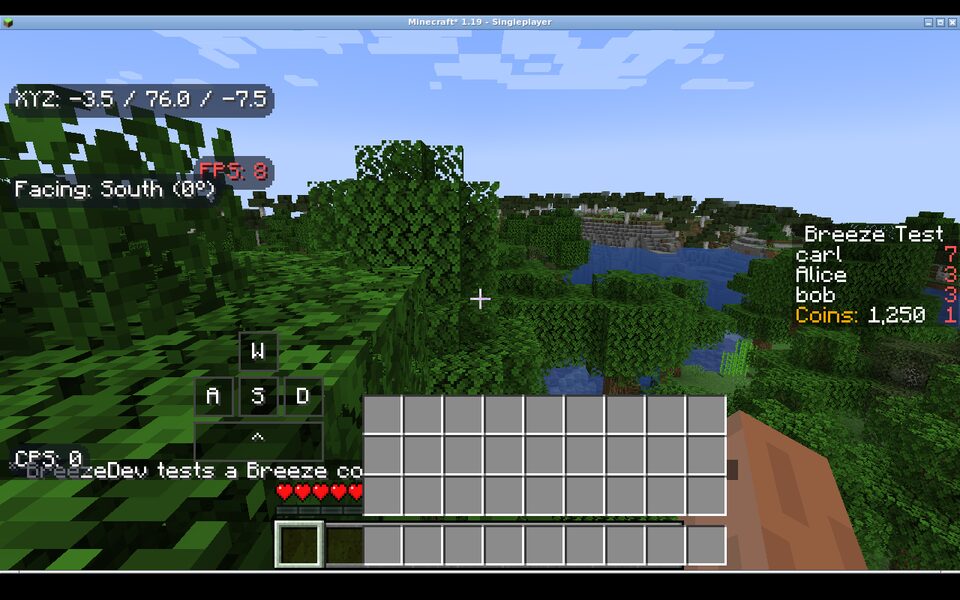 Minecraft* 1.19 - Singleplayer
XYZ: -3.5 / 76.0 / -7.5
FPS: 8
Facing: South (0°)
Breeze Test
carl 7
Alice 3
bob 3
Coins: 1,250 1
W
A S D
^
CPS: 0
* BreezeDev tests a Breeze co